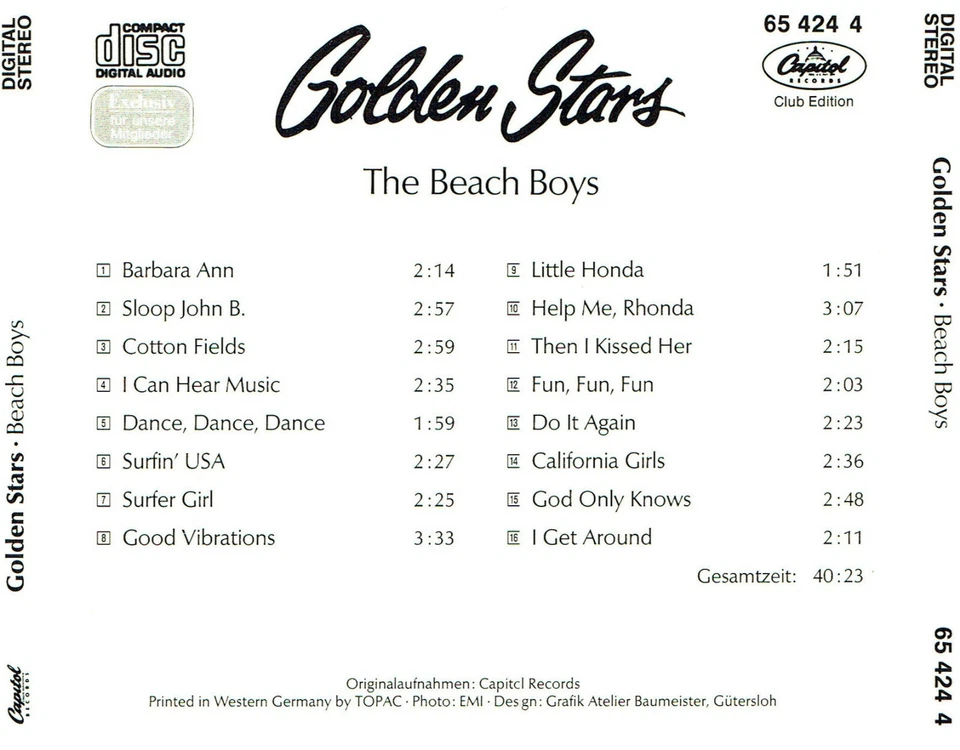 DIGITAL
STEREO
COMPACT
disc
DIGITAL AUDIO
Exclusiv
für unsere
Mitglieder
Golden Stars
The Beach Boys
65 424 4
Capitol
RECORDS
Club Edition
DIGITAL
STEREO
1 Barbara Ann 2:14
2 Sloop John B. 2:57
3 Cotton Fields 2:59
4 I Can Hear Music 2:35
5 Dance, Dance, Dance 1:59
6 Surfin' USA 2:27
7 Surfer Girl 2:25
8 Good Vibrations 3:33
9 Little Honda 1:51
10 Help Me, Rhonda 3:07
11 Then I Kissed Her 2:15
12 Fun, Fun, Fun 2:03
13 Do It Again 2:23
14 California Girls 2:36
15 God Only Knows 2:48
16 I Get Around 2:11
Gesamtzeit: 40:23
Golden Stars · Beach Boys
Capitol
RECORDS
Golden Stars · Beach Boys
65 424 4
Originalaufnahmen: Capitcl Records
Printed in Western Germany by TOPAC · Photo: EMI · Des gn: Grafik Atelier Baumeister, Gütersloh